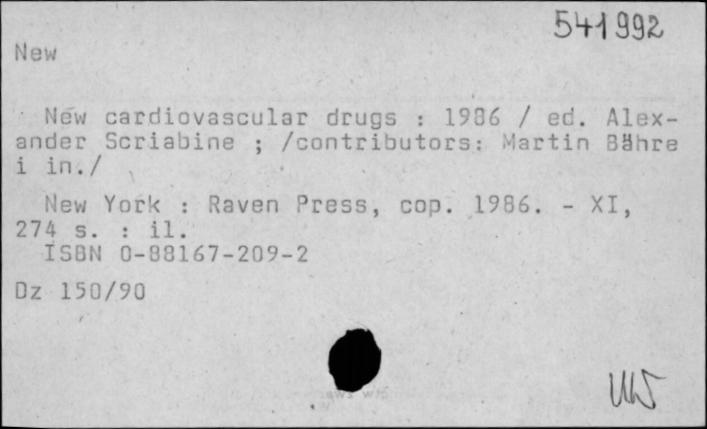 541992
New
New cardiovascular drugs : 1986 / ed. Alex-
ander Scriabine ; /contributors: Martin Bähre
i in./
New York : Raven Press, cop. 1986. - XI,
274 s. : il.
ISBN 0-88167-209-2
Dz 150/90